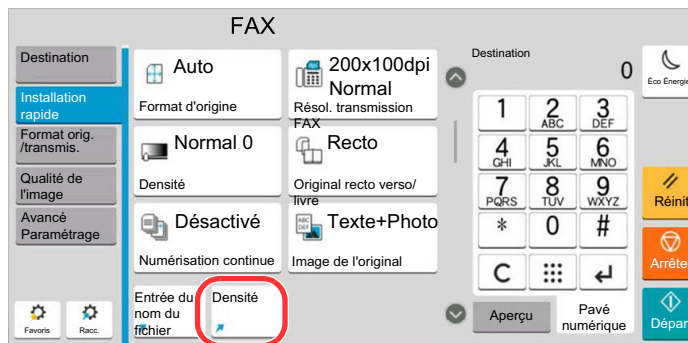 FAX
Destination
Installation
rapide
Format orig.
/transmis.
Qualité de
l'image
Avancé
Paramétrage
Favoris
Racc.
Auto
Format d'origine
200x100dpi
Normal
Résol. transmission
FAX
Normal 0
Densité
Recto
Original recto verso/
livre
Désactivé
Numérisation continue
ABC
DEF
Texte+Photo
Image de l'original
Entrée du
nom du
fichier
Densité
Destination
0
1
2
ABC
3
DEF
4
GHI
5
JKL
6
MNO
7
PQRS
8
TUV
9
WXYZ
*
0
#
C
Aperçu
Pavé
numérique
Éco Énergie
Réinit
Arrête
Dépar